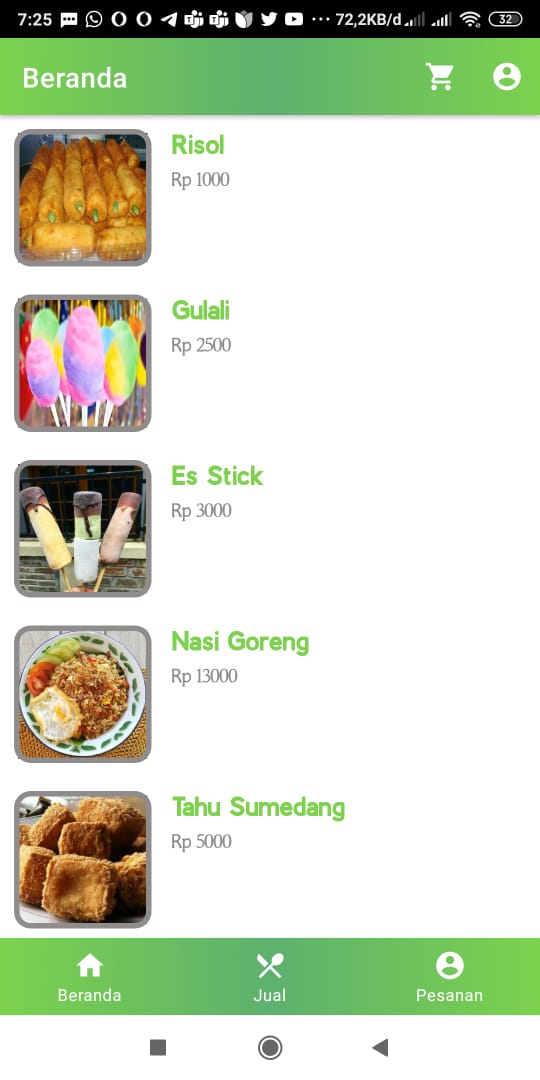 7:25 72,2KB/d 32
Beranda
Risol
Rp 1000
Gulali
Rp 2500
Es Stick
Rp 3000
Nasi Goreng
Rp 13000
Tahu Sumedang
Rp 5000
Beranda Jual Pesanan